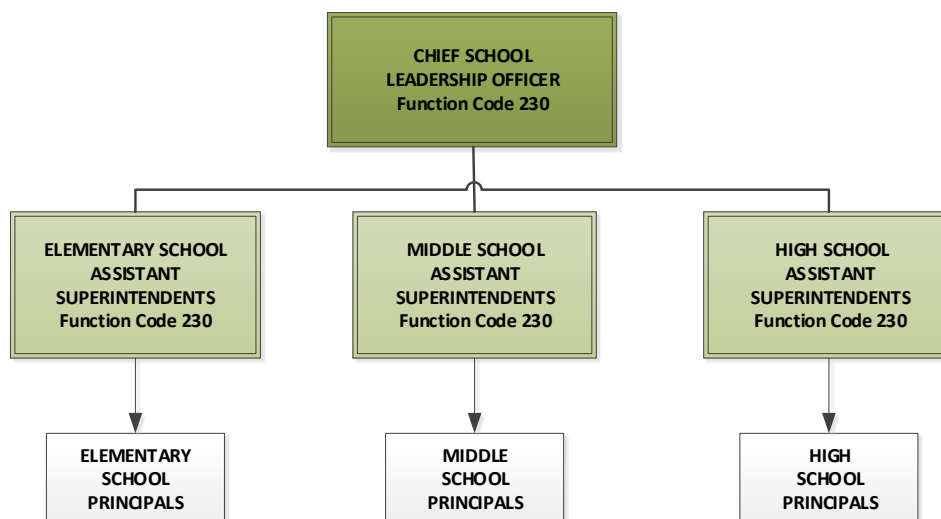 CHIEF SCHOOL
LEADERSHIP OFFICER
Function Code 230
ELEMENTARY SCHOOL
ASSISTANT
SUPERINTENDENTS
Function Code 230
MIDDLE SCHOOL
ASSISTANT
SUPERINTENDENTS
Function Code 230
HIGH SCHOOL
ASSISTANT
SUPERINTENDENTS
Function Code 230
ELEMENTARY
SCHOOL
PRINCIPALS
MIDDLE
SCHOOL
PRINCIPALS
HIGH
SCHOOL
PRINCIPALS